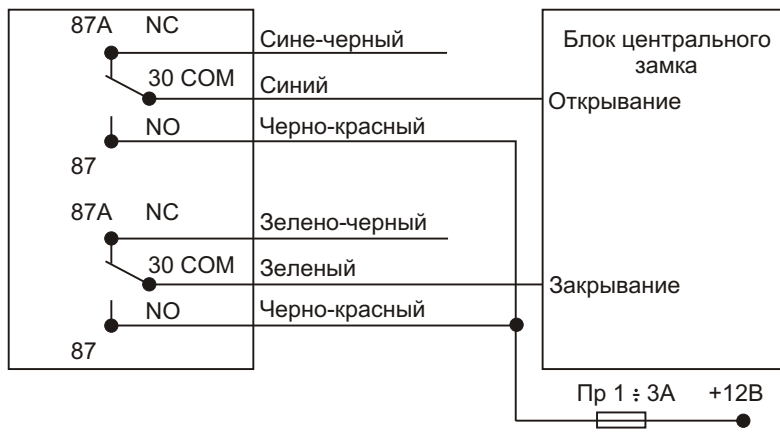 87A NC
Сине-черный
Блок центрального
замка
30 COM
Синий
Открывание
NO
Черно-красный
87
87A NC
Зелено-черный
30 COM
Зеленый
Закрывание
NO
Черно-красный
87
Пр 1 ÷ 3А
+12В